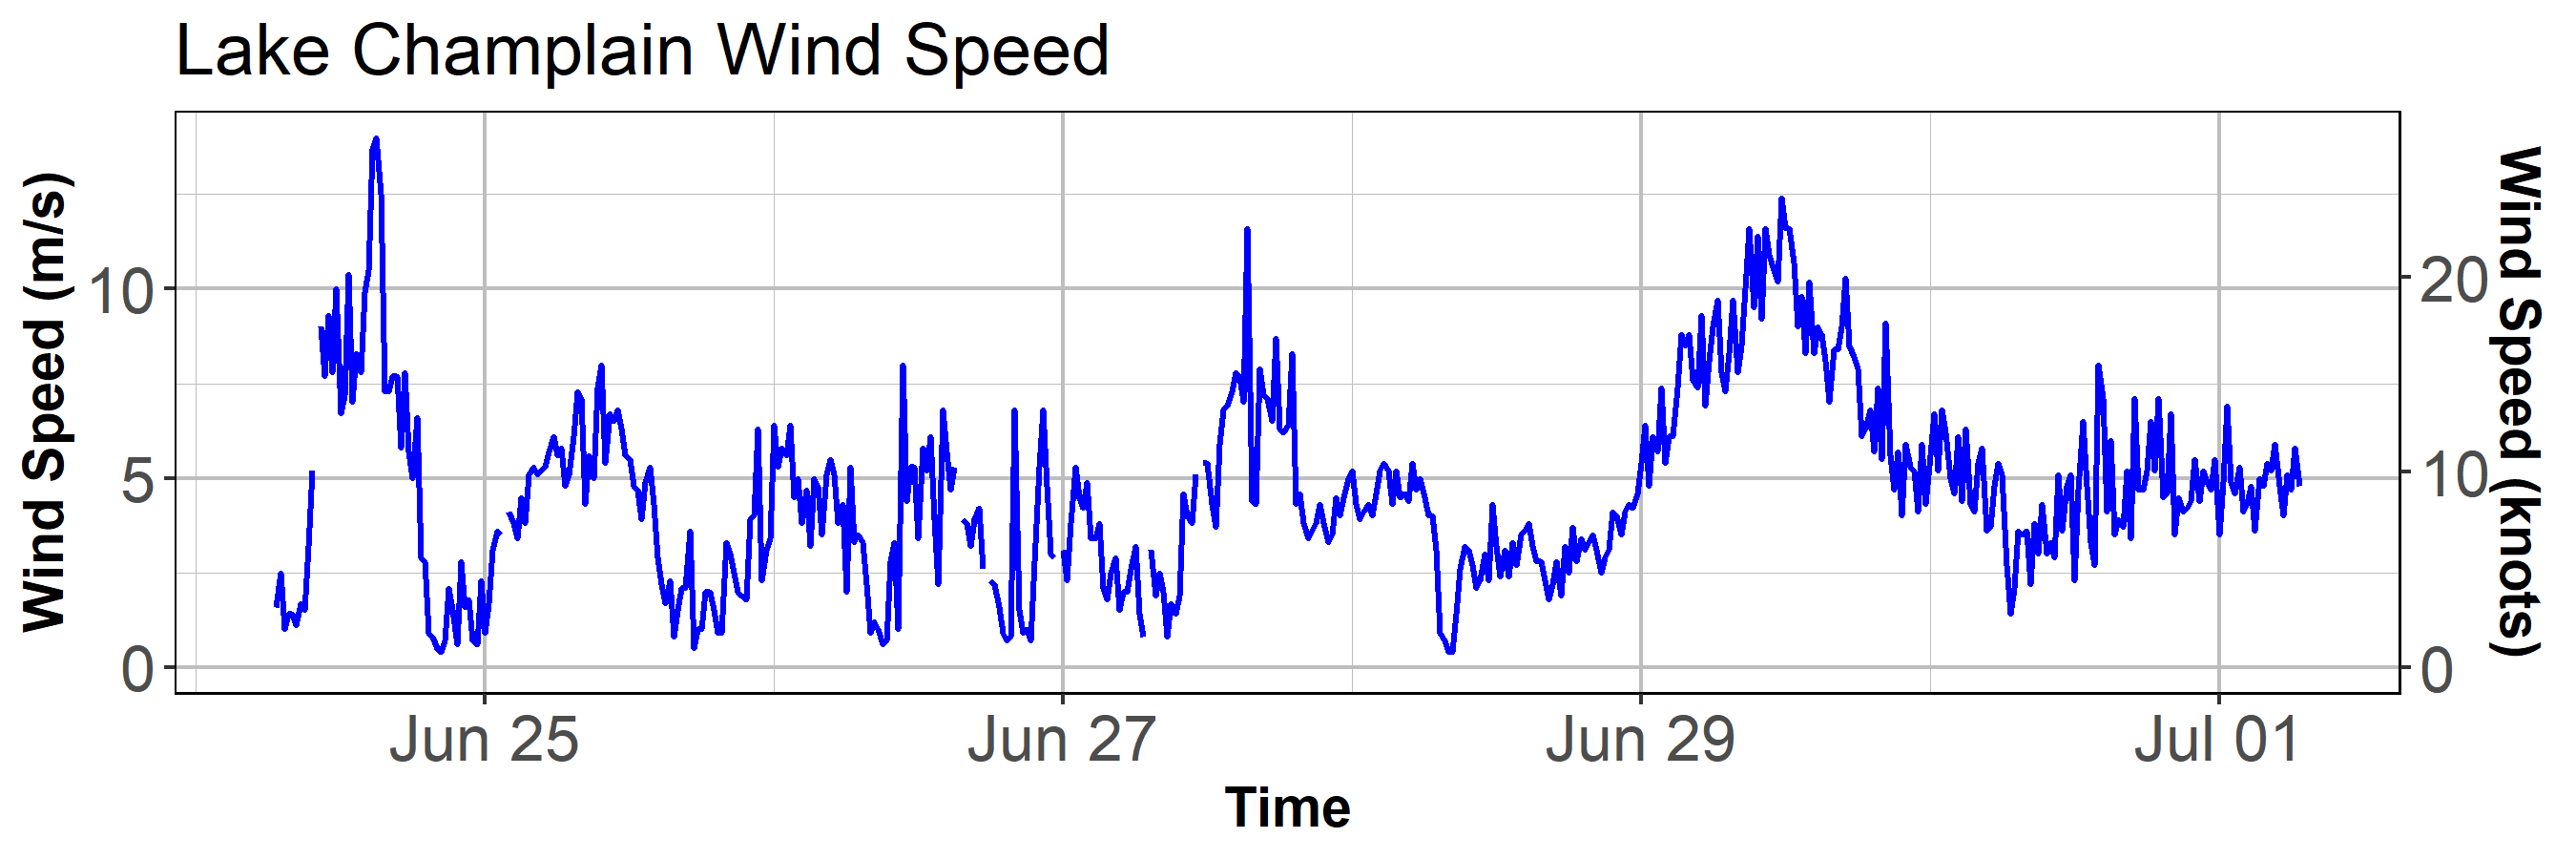 Lake Champlain Wind Speed
Wind Speed (m/s)
10
5
0
20
10
0
Wind Speed (knots)
Jun 25
Jun 27
Jun 29
Jul 01
Time